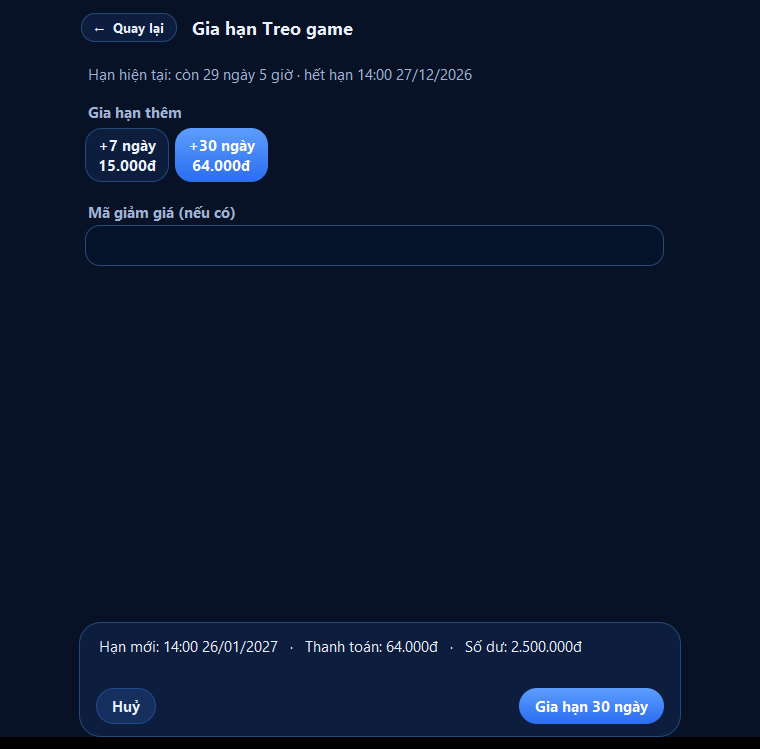 ← Quay lại Gia hạn Treo game
Hạn hiện tại: còn 29 ngày 5 giờ · hết hạn 14:00 27/12/2026
Gia hạn thêm
+7 ngày +30 ngày
15.000đ 64.000đ
Mã giảm giá (nếu có)
Hạn mới: 14:00 26/01/2027 · Thanh toán: 64.000đ · Số dư: 2.500.000đ
Huỷ Gia hạn 30 ngày